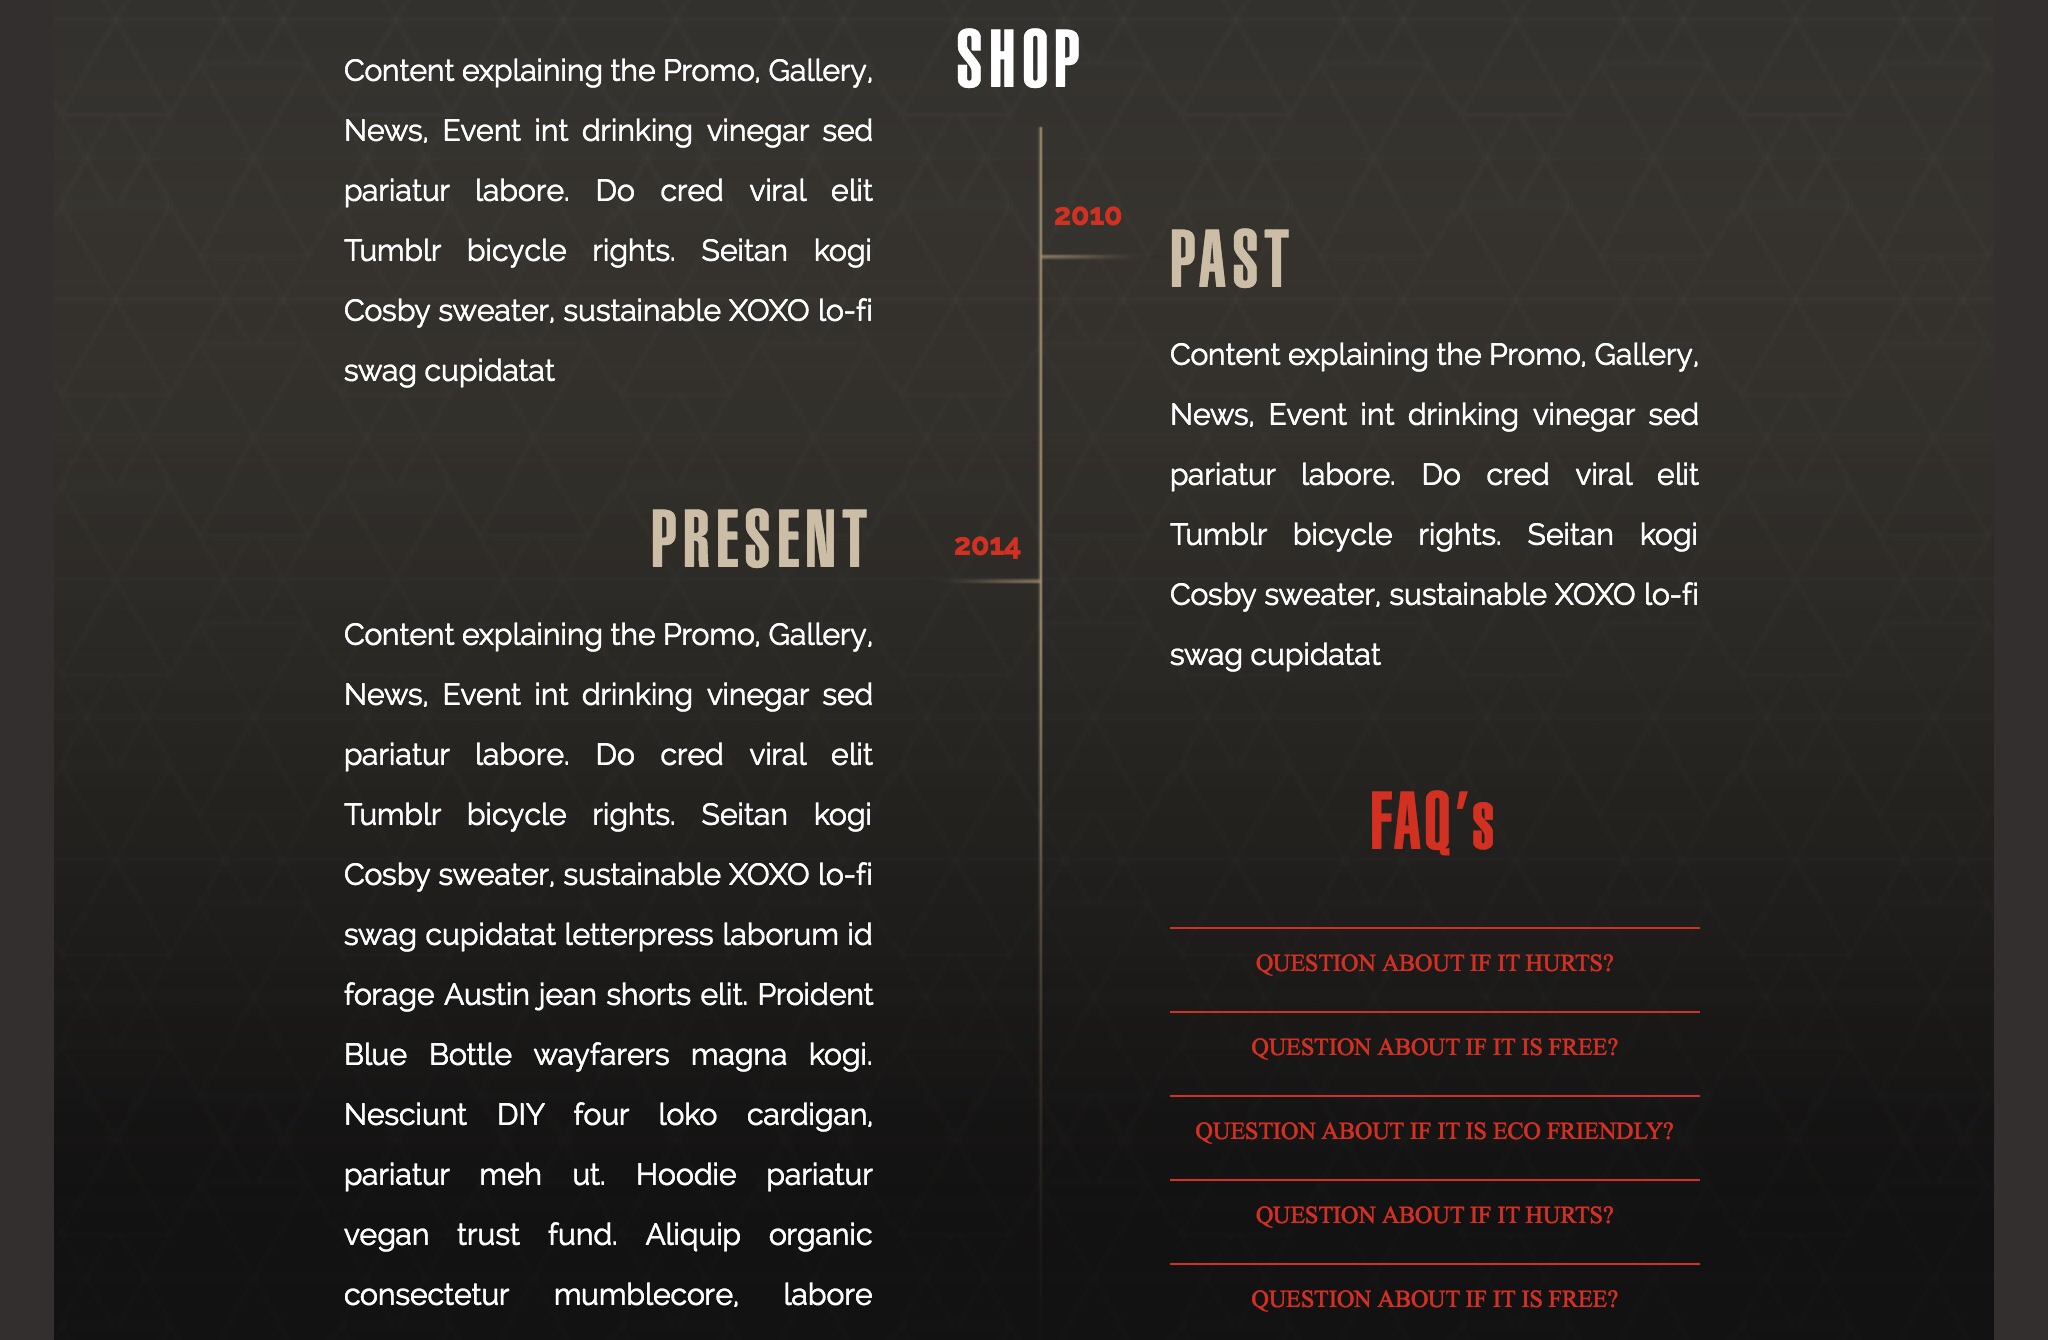 SHOP
Content explaining the Promo, Gallery,
News, Event int drinking vinegar sed
pariatur labore. Do cred viral elit
Tumblr bicycle rights. Seitan kogi
Cosby sweater, sustainable XOXO lo-fi
swag cupidatat
2010
PAST
Content explaining the Promo, Gallery,
News, Event int drinking vinegar sed
pariatur labore. Do cred viral elit
Tumblr bicycle rights. Seitan kogi
Cosby sweater, sustainable XOXO lo-fi
swag cupidatat
PRESENT
2014
Content explaining the Promo, Gallery,
News, Event int drinking vinegar sed
pariatur labore. Do cred viral elit
Tumblr bicycle rights. Seitan kogi
Cosby sweater, sustainable XOXO lo-fi
swag cupidatat letterpress laborum id
forage Austin jean shorts elit. Proident
Blue Bottle wayfarers magna kogi.
Nesciunt DIY four loko cardigan,
pariatur meh ut. Hoodie pariatur
vegan trust fund. Aliquip organic
consectetur mumblecore, labore
FAQ's
QUESTION ABOUT IF IT HURTS?
QUESTION ABOUT IF IT IS FREE?
QUESTION ABOUT IF IT IS ECO FRIENDLY?
QUESTION ABOUT IF IT HURTS?
QUESTION ABOUT IF IT IS FREE?